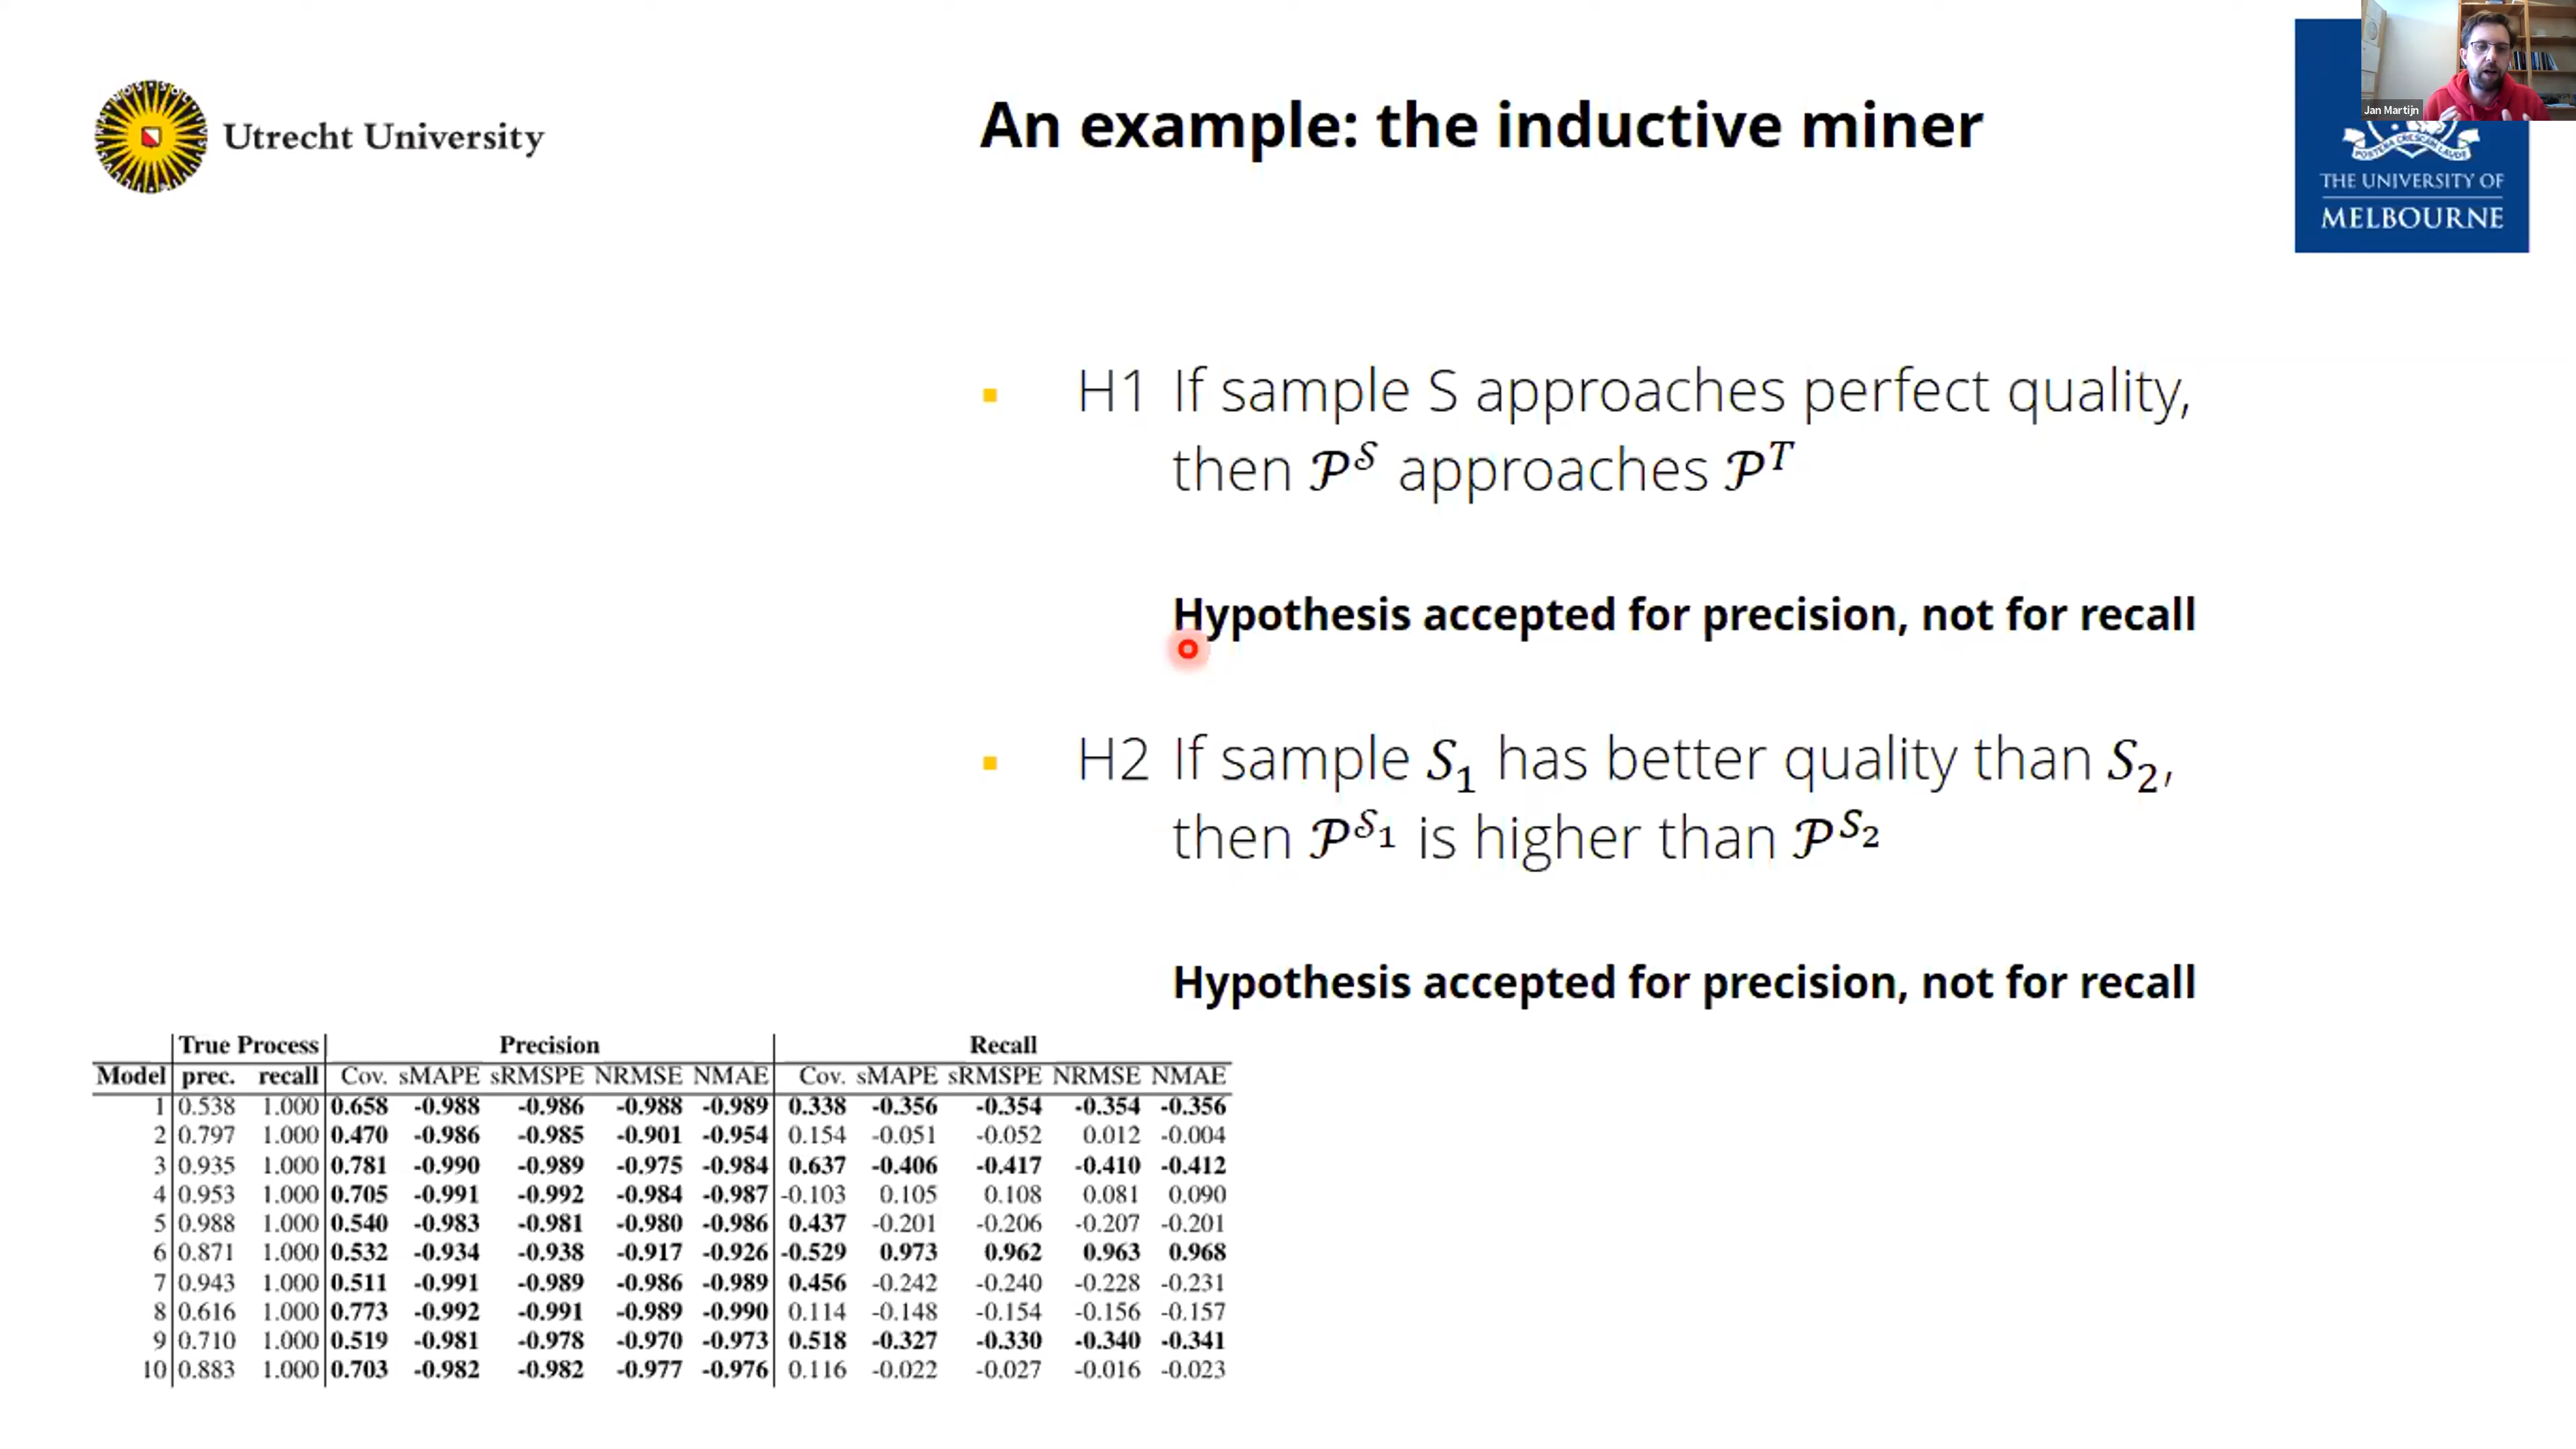 Utrecht University
An example: the inductive miner
Jan Martijn
THE UNIVERSITY OF
MELBOURNE
▪ H1 If sample S approaches perfect quality,
then 𝒫^S approaches 𝒫^T
Hypothesis accepted for precision, not for recall
▪ H2 If sample S₁ has better quality than S₂,
then 𝒫^S₁ is higher than 𝒫^S₂
Hypothesis accepted for precision, not for recall
True Process Precision Recall
Model prec. recall Cov. sMAPE sRMSPE NRMSE NMAE Cov. sMAPE sRMSPE NRMSE NMAE
1 0.538 1.000 0.658 -0.988 -0.986 -0.988 -0.989 0.338 -0.356 -0.354 -0.354 -0.356
2 0.797 1.000 0.470 -0.986 -0.985 -0.901 -0.954 0.154 -0.051 -0.052 0.012 -0.004
3 0.935 1.000 0.781 -0.990 -0.989 -0.975 -0.984 0.637 -0.406 -0.417 -0.410 -0.412
4 0.953 1.000 0.705 -0.991 -0.992 -0.984 -0.987 -0.103 0.105 0.108 0.081 0.090
5 0.988 1.000 0.540 -0.983 -0.981 -0.980 -0.986 0.437 -0.201 -0.206 -0.207 -0.201
6 0.871 1.000 0.532 -0.934 -0.938 -0.917 -0.926 -0.529 0.973 0.962 0.963 0.968
7 0.943 1.000 0.511 -0.991 -0.989 -0.986 -0.989 0.456 -0.242 -0.240 -0.228 -0.231
8 0.616 1.000 0.773 -0.992 -0.991 -0.989 -0.990 0.114 -0.148 -0.154 -0.156 -0.157
9 0.710 1.000 0.519 -0.981 -0.978 -0.970 -0.973 0.518 -0.327 -0.330 -0.340 -0.341
10 0.883 1.000 0.703 -0.982 -0.982 -0.977 -0.976 0.116 -0.022 -0.027 -0.016 -0.023